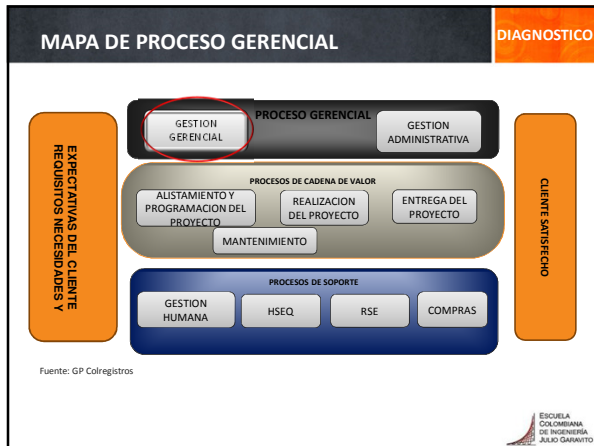 MAPA DE PROCESO GERENCIAL
DIAGNOSTICO
EXPECTATIVAS DEL CLIENTE
REQUISITOS NECESIDADES Y
PROCESO GERENCIAL
GESTION
GERENCIAL
GESTION
ADMINISTRATIVA
PROCESOS DE CADENA DE VALOR
ALISTAMIENTO Y
PROGRAMACION DEL
PROYECTO
REALIZACION
DEL PROYECTO
ENTREGA DEL
PROYECTO
MANTENIMIENTO
PROCESOS DE SOPORTE
GESTION
HUMANA
HSEQ
RSE
COMPRAS
CLIENTE SATISFECHO
Fuente: GP Colregistros
ESCUELA
COLOMBIANA
DE INGENIERÍA
JULIO GARAVITO